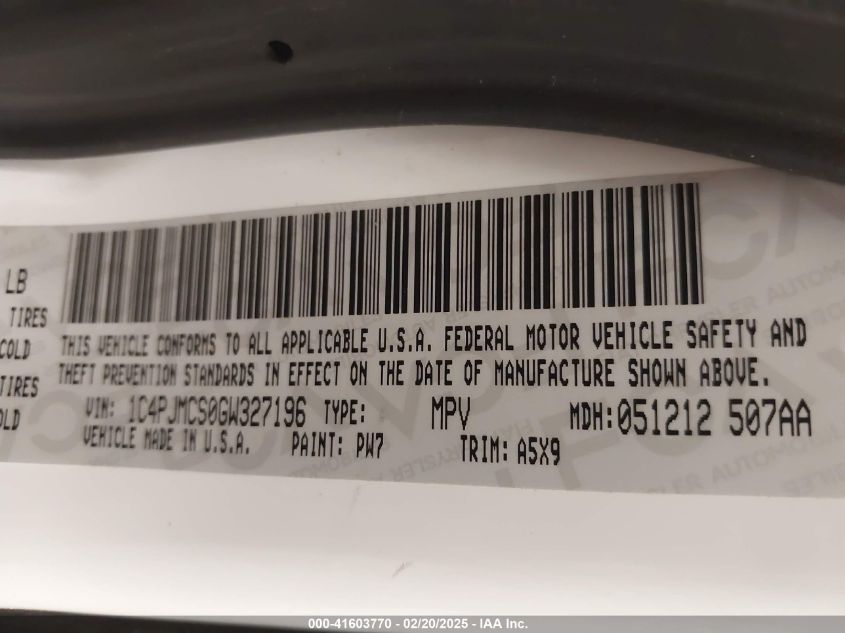 LB
TIRES
COLD
TIRES
OLD
THIS VEHICLE CONFORMS TO ALL APPLICABLE U.S.A. FEDERAL MOTOR VEHICLE SAFETY AND
THEFT PREVENTION STANDARDS IN EFFECT ON THE DATE OF MANUFACTURE SHOWN ABOVE.
VIN: 1C4PJMCS0GW327196 TYPE: MPV MDH:051212 507AA
VEHICLE MADE IN U.S.A. PAINT: PW7 TRIM: A5X9
000-41603770 - 02/20/2025 - IAA Inc.